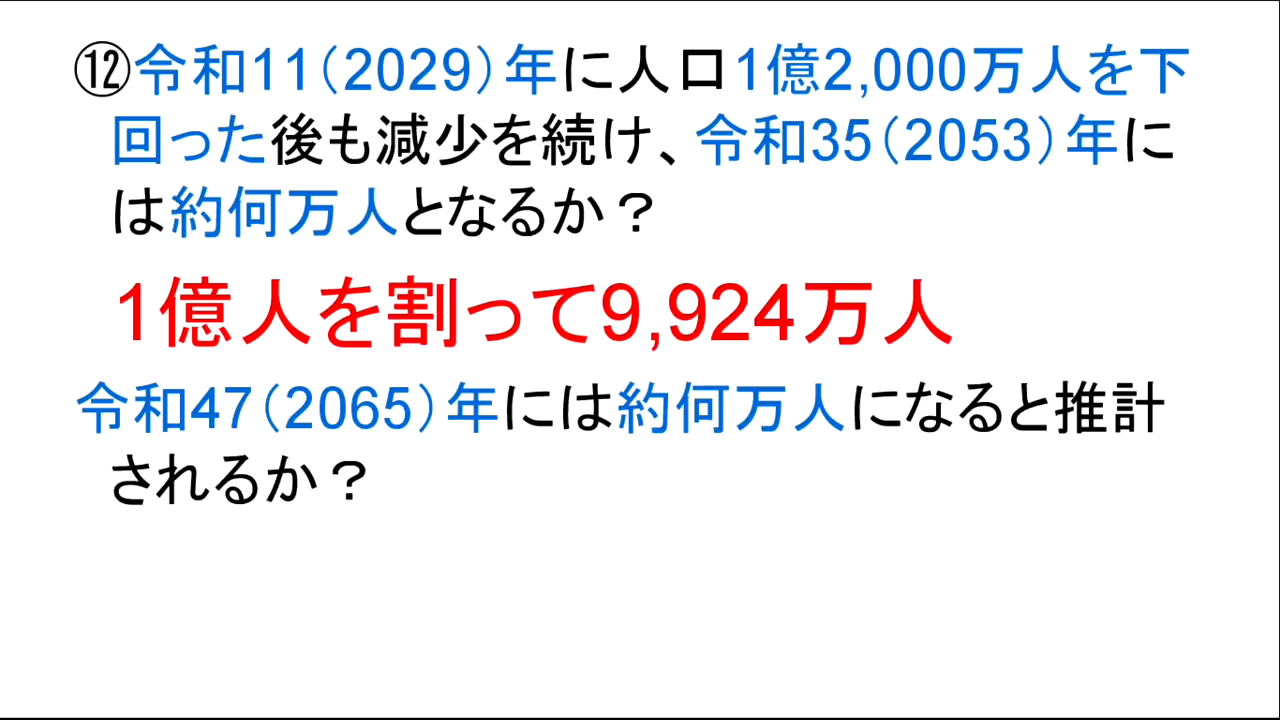 ⑫令和11（2029）年に人口1億2,000万人を下
回った後も減少を続け、令和35（2053）年に
は約何万人となるか？
1億人を割って9,924万人
令和47（2065）年には約何万人になると推計
されるか？